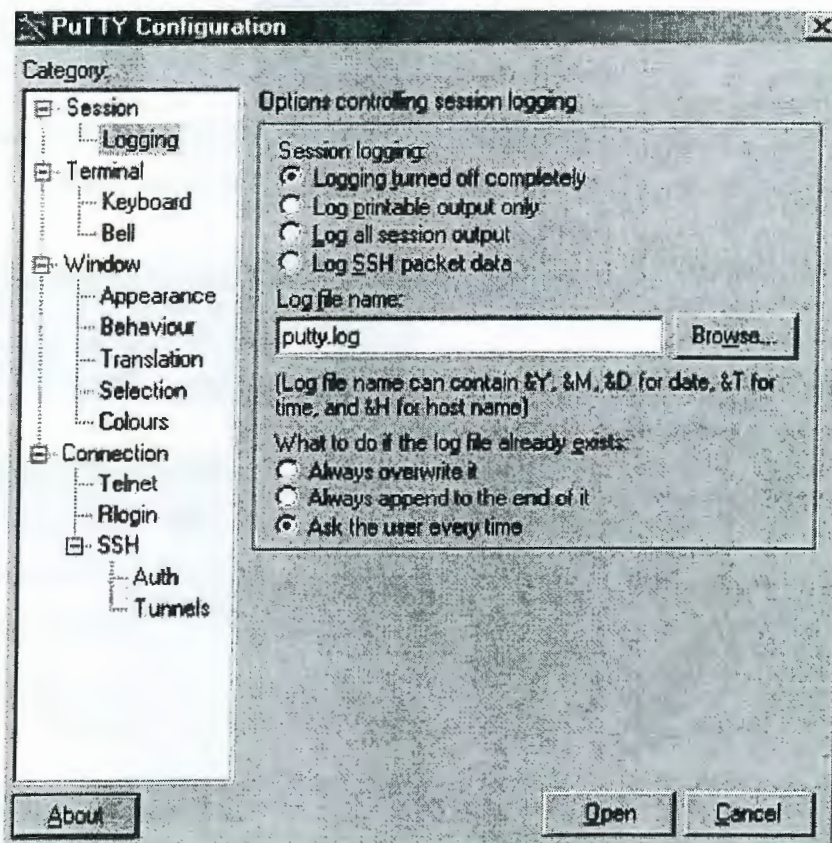 PuTTY Configuration
Category:
Session
Logging
Terminal
Keyboard
Bell
Window
Appearance
Behaviour
Translation
Selection
Colours
Connection
Telnet
Rlogin
SSH
Auth
Tunnels
Options controlling session logging
Session logging:
Logging turned off completely
Log printable output only
Log all session output
Log SSH packet data
Log file name:
putty.log
Browse...
(Log file name can contain &Y, &M, &D for date, &T for
time, and &H for host name)
What to do if the log file already exists:
Always overwrite it
Always append to the end of it
Ask the user every time
About
Open
Cancel